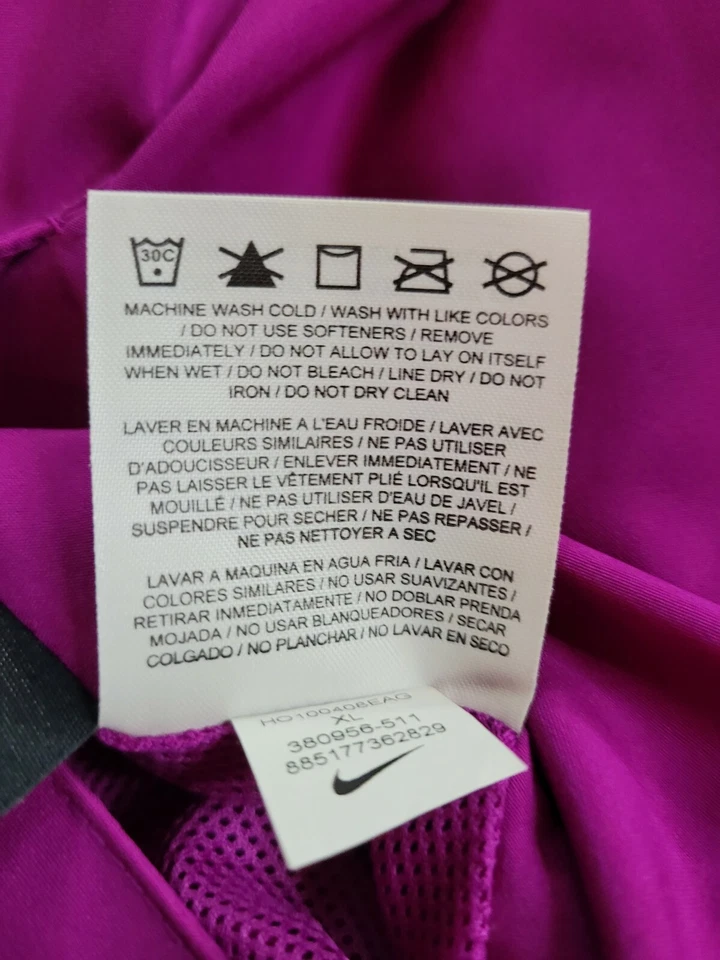 30C
MACHINE WASH COLD / WASH WITH LIKE COLORS
/ DO NOT USE SOFTENERS / REMOVE
IMMEDIATELY / DO NOT ALLOW TO LAY ON ITSELF
WHEN WET / DO NOT BLEACH / LINE DRY / DO NOT
IRON / DO NOT DRY CLEAN
LAVER EN MACHINE A L'EAU FROIDE / LAVER AVEC
COULEURS SIMILAIRES / NE PAS UTILISER
D'ADOUCISSEUR / ENLEVER IMMEDIATEMENT / NE
PAS LAISSER LE VÊTEMENT PLIÉ LORSQU'IL EST
MOUILLÉ / NE PAS UTILISER D'EAU DE JAVEL /
SUSPENDRE POUR SECHER / NE PAS REPASSER /
NE PAS NETTOYER A SEC
LAVAR A MAQUINA EN AGUA FRIA / LAVAR CON
COLORES SIMILARES / NO USAR SUAVIZANTES /
RETIRAR INMEDIATAMENTE / NO DOBLAR PRENDA
MOJADA / NO USAR BLANQUEADORES / SECAR
COLGADO / NO PLANCHAR / NO LAVAR EN SECO
HO100408EAG
XL
380956-511
885177362829